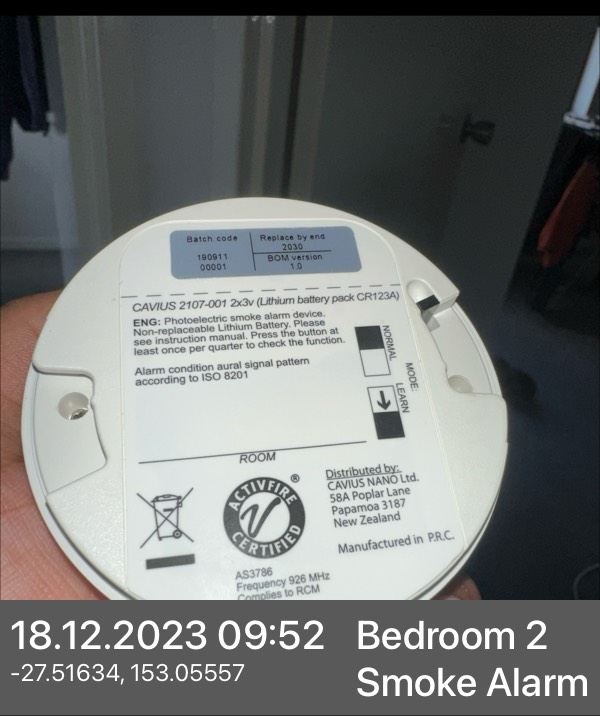 Batch code
190911
00001
Replace by end
2030
BOM version
1.0
CAVIUS 2107-001 2x3v (Lithium battery pack CR123A)
ENG: Photoelectric smoke alarm device.
Non-replaceable Lithium Battery. Please
see instruction manual. Press the button at
least once per quarter to check the function.
Alarm condition aural signal pattern
according to ISO 8201
MODE:
NORMAL
LEARN
ROOM
ACTIVFIRE
®
CERTIFIED
Distributed by:
CAVIUS NANO Ltd.
58A Poplar Lane
Papamoa 3187
New Zealand
Manufactured in P.R.C.
AS3786
Frequency 926 MHz
Complies to RCM
18.12.2023 09:52
-27.51634, 153.05557
Bedroom 2
Smoke Alarm